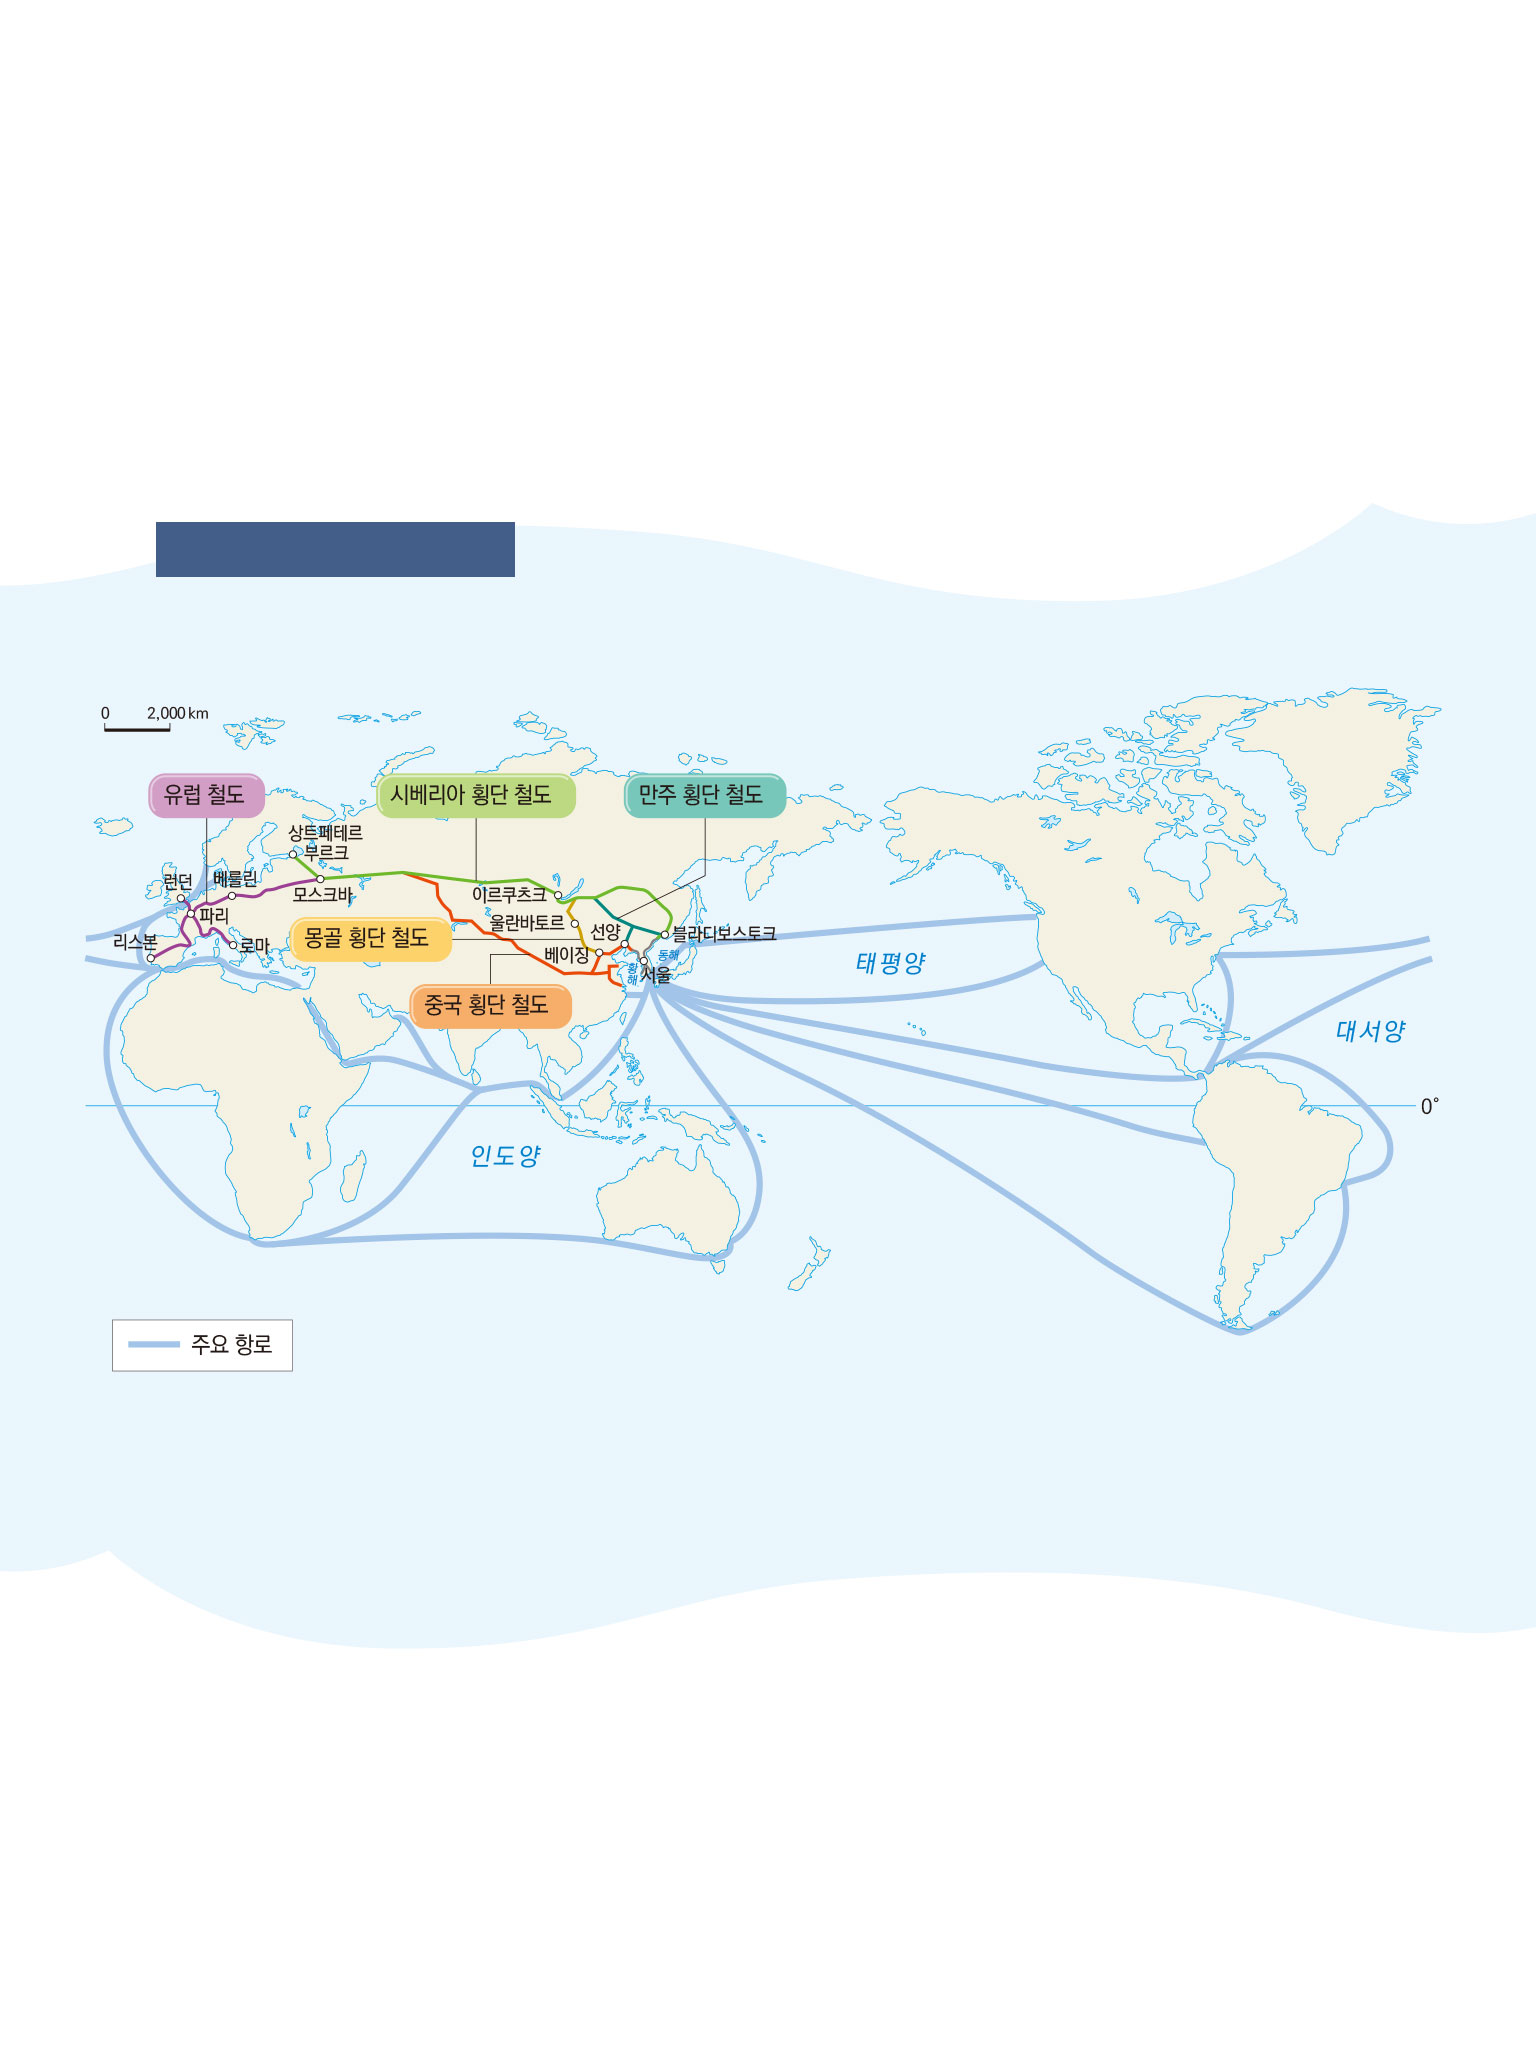 0 2,000 km
유럽 철도
시베리아 횡단 철도
만주 횡단 철도
상트페테르
부르크
런던
베를린
모스크바
이르쿠츠크
파리
울란바토르
선양
블라디보스토크
리스본
로마
몽골 횡단 철도
베이징
동해
황
해
서울
태평양
중국 횡단 철도
대서양
0°
인도양
주요 항로